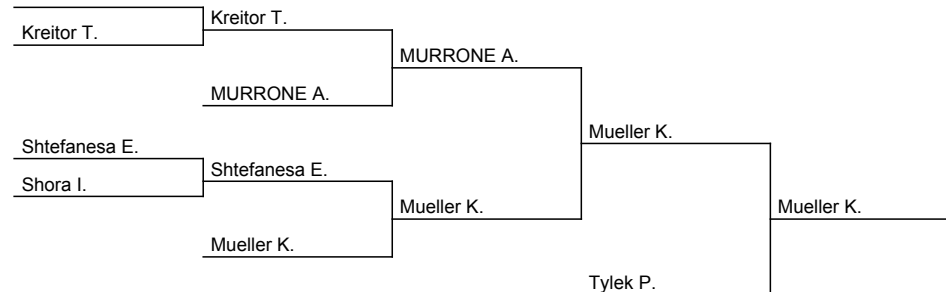 Kreitor T.
Kreitor T.
MURRONE A.
MURRONE A.
Mueller K.
Shtefanesa E.
Shtefanesa E.
Shora I.
Mueller K.
Mueller K.
Mueller K.
Tylek P.